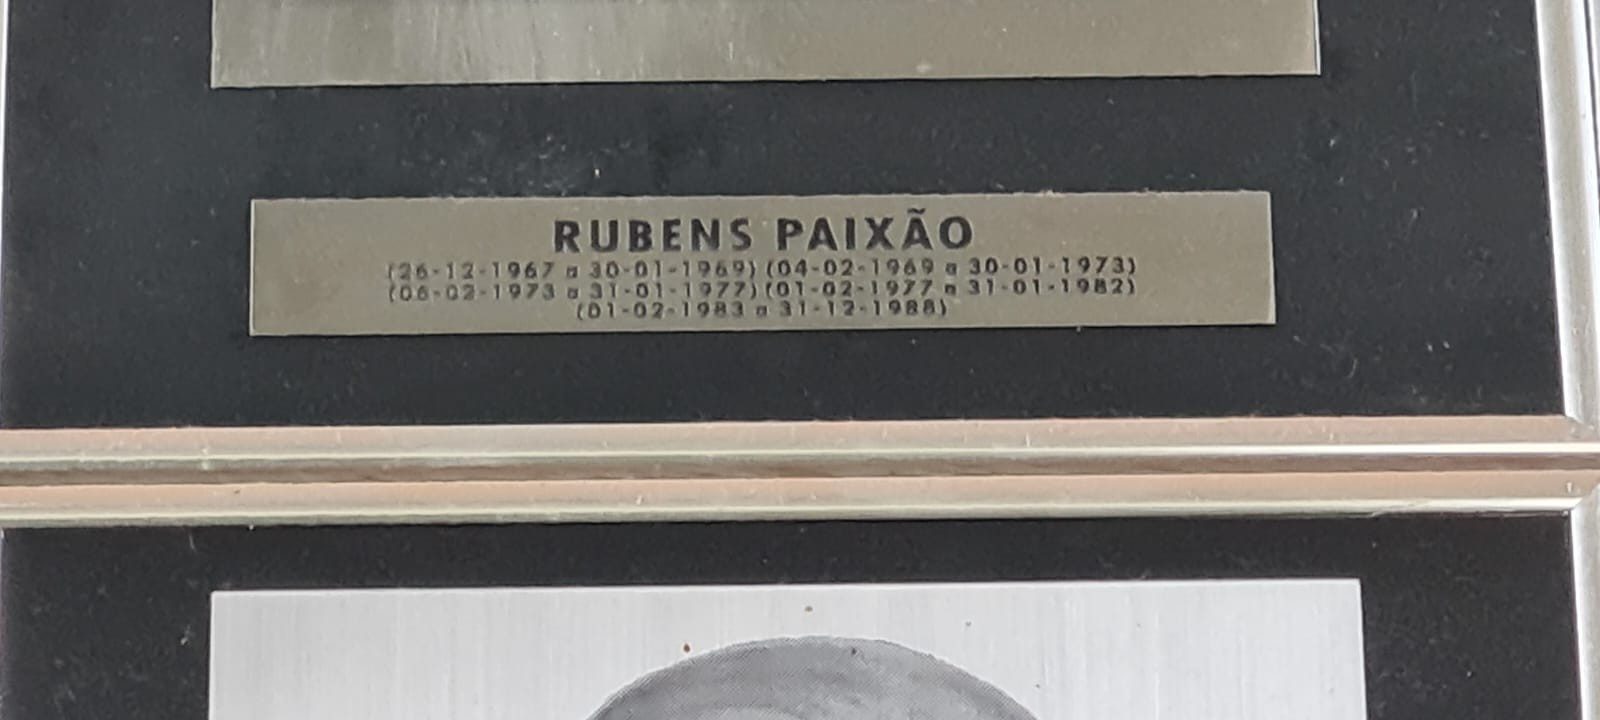 RUBENS PAIXÃO
(26-12-1967 a 30-01-1969) (04-02-1969 a 30-01-1973)
(06-02-1973 a 31-01-1977) (01-02-1977 a 31-01-1982)
(01-02-1983 a 31-12-1988)